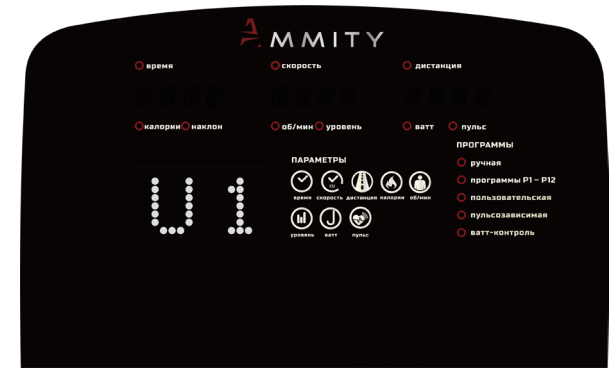 AMMITY
время скорость дистанция
калории наклон об/мин уровень ватт пульс
ПРОГРАММЫ
ПАРАМЕТРЫ
ручная
программы P1 – P12
время скорость дистанция калории об/мин
пользовательская
пульсозависимая
уровень ватт пульс
ватт-контроль
U1